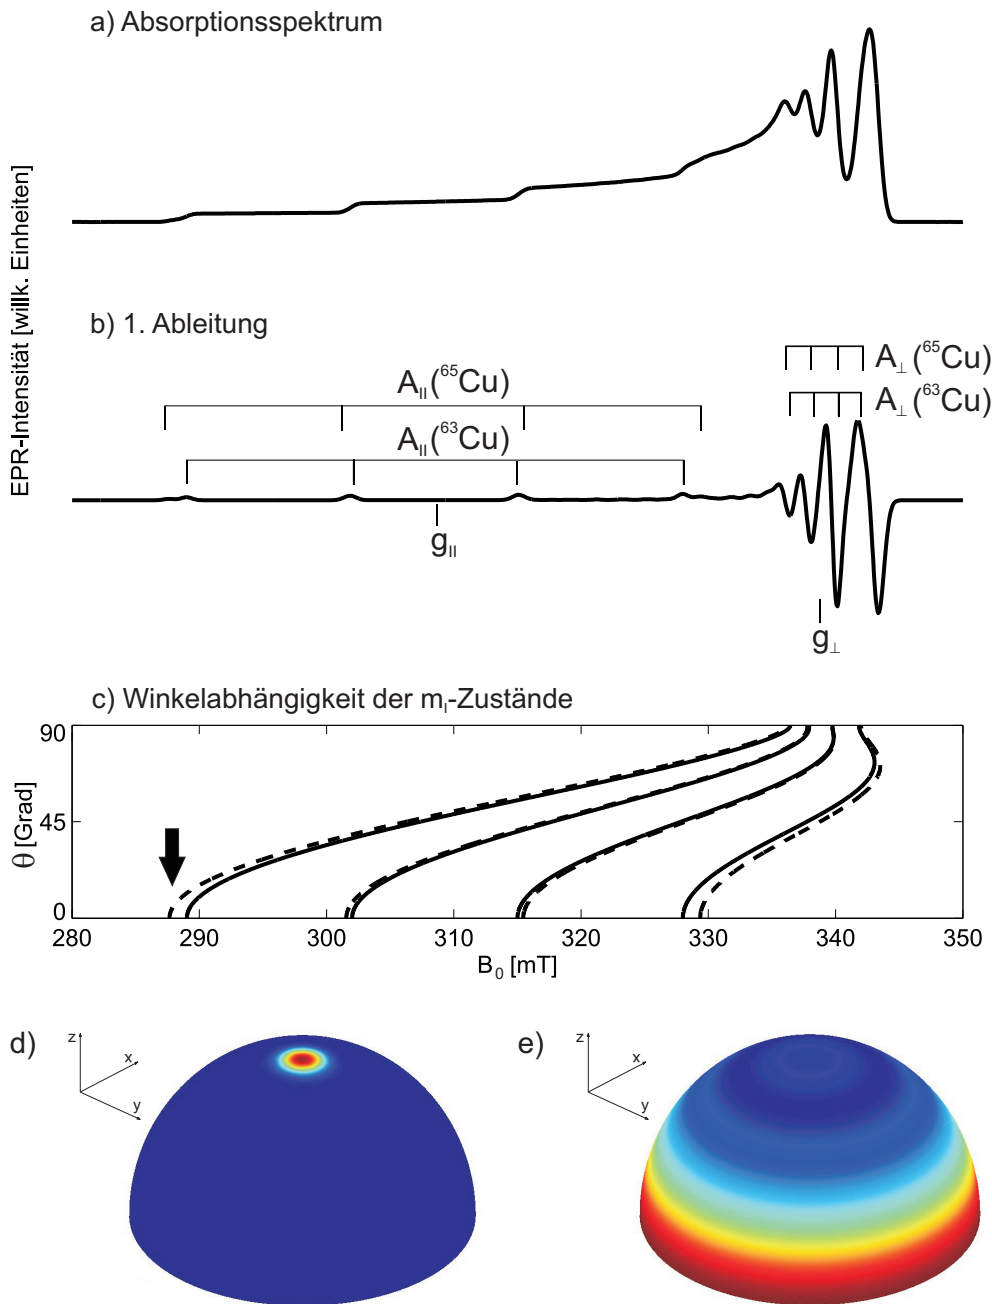 a) Absorptionsspektrum
EPR-Intensität [willk. Einheiten]
b) 1. Ableitung
A⊥(⁶⁵Cu)
A||(⁶⁵Cu)
A⊥(⁶³Cu)
A||(⁶³Cu)
g||
g⊥
c) Winkelabhängigkeit der mI-Zustände
90
45
0
θ [Grad]
280 290 300 310 320 330 340 350
B₀ [mT]
d)
z
x
y
e)
z
x
y